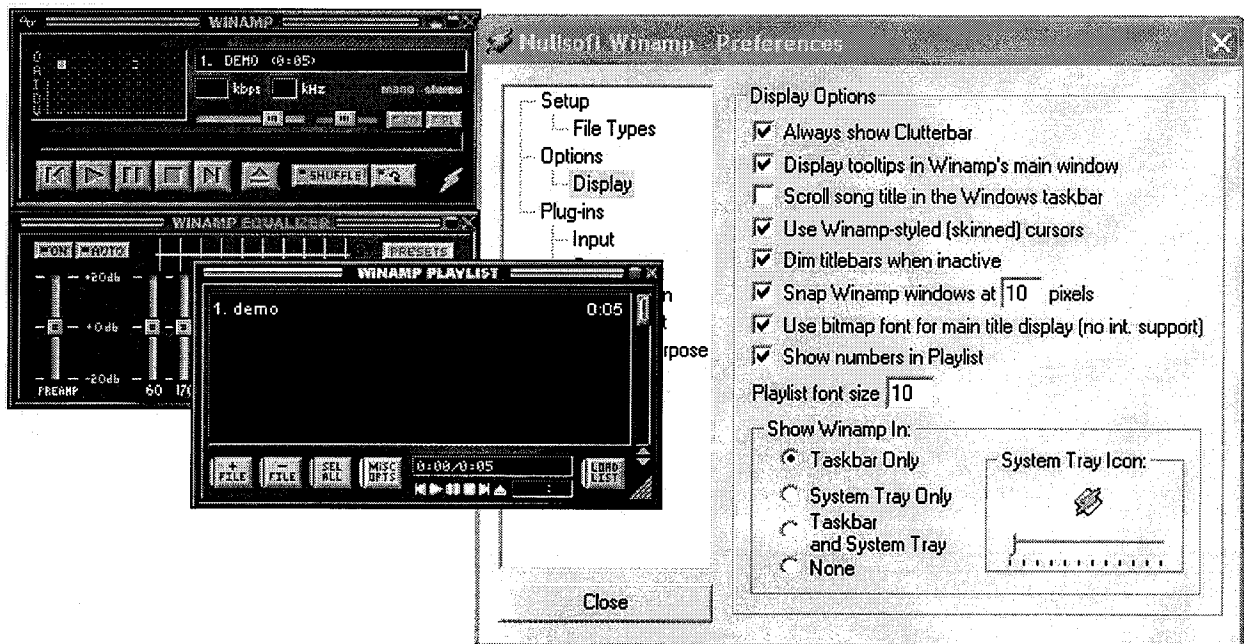 WINAMP
O
A
I
D
V
1. DEMO (0:05)
kbps kHz
mono stereo
EQ PL
SHUFFLE
WINAMP EQUALIZER
ON AUTO
PRESETS
+20db
+0db
-20db
PREAMP 60 170
WINAMP PLAYLIST
1. demo 0:05
+ FILE
- FILE
SEL ALL
MISC OPTS
0:00/0:05
LOAD LIST
Nullsoft Winamp Preferences
Setup
File Types
Options
Display
Plug-ins
Input
rpose
Close
Display Options
Always show Clutterbar
Display tooltips in Winamp's main window
Scroll song title in the Windows taskbar
Use Winamp-styled (skinned) cursors
Dim titlebars when inactive
Snap Winamp windows at 10 pixels
Use bitmap font for main title display (no int. support)
Show numbers in Playlist
Playlist font size 10
Show Winamp In:
Taskbar Only
System Tray Only
Taskbar
and System Tray
None
System Tray Icon: